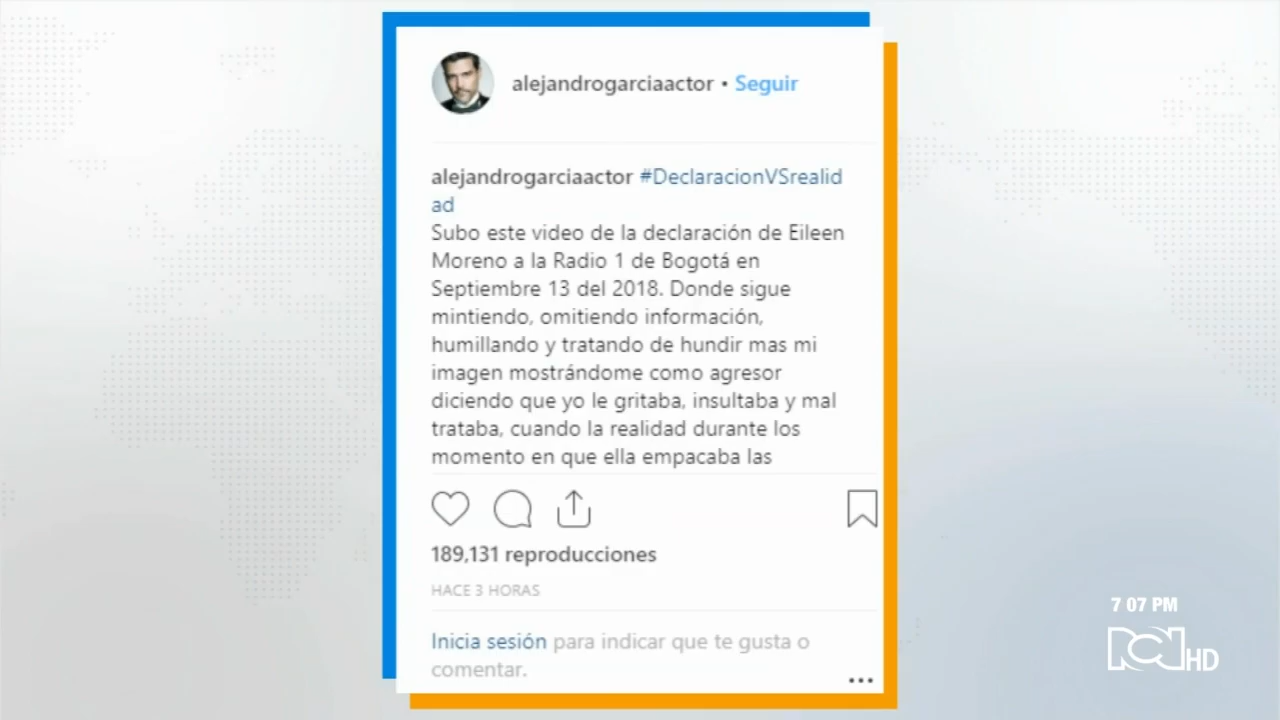 alejandrogarciaactor • Seguir
alejandrogarciaactor #DeclaracionVSrealid
ad
Subo este video de la declaración de Eileen
Moreno a la Radio 1 de Bogotá en
Septiembre 13 del 2018. Donde sigue
mintiendo, omitiendo información,
humillando y tratando de hundir mas mi
imagen mostrándome como agresor
diciendo que yo le gritaba, insultaba y mal
trataba, cuando la realidad durante los
momento en que ella empacaba las
189,131 reproducciones
HACE 3 HORAS
Inicia sesión para indicar que te gusta o
comentar.
7 07 PM
RCN HD